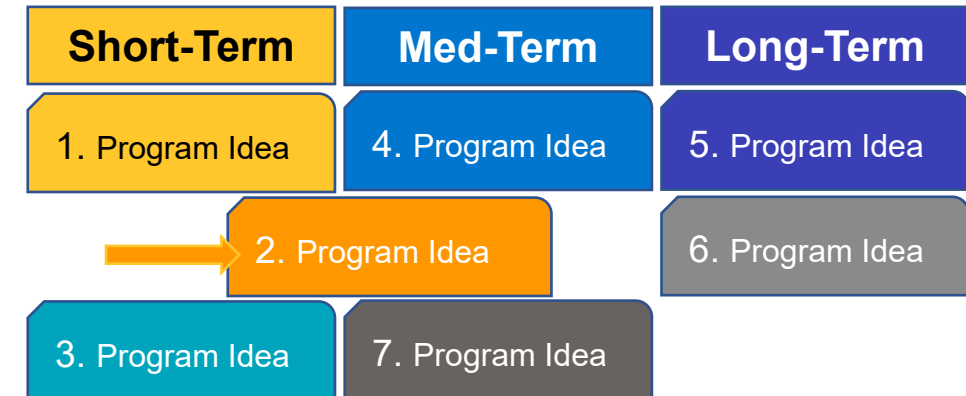 Short-Term
Med-Term
Long-Term
1. Program Idea
4. Program Idea
5. Program Idea
2. Program Idea
6. Program Idea
3. Program Idea
7. Program Idea